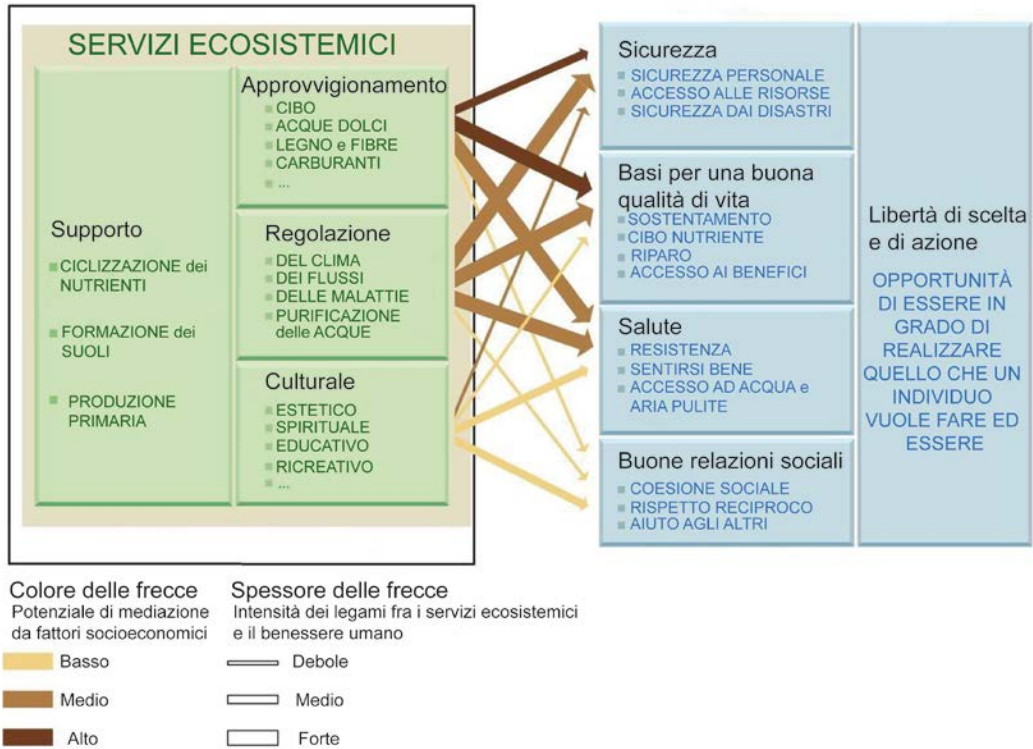 SERVIZI ECOSISTEMICI
Supporto
CICLIZZAZIONE dei
NUTRIENTI
FORMAZIONE dei
SUOLI
PRODUZIONE
PRIMARIA
Approvvigionamento
CIBO
ACQUE DOLCI
LEGNO e FIBRE
CARBURANTI
...
Regolazione
DEL CLIMA
DEI FLUSSI
DELLE MALATTIE
PURIFICAZIONE
delle ACQUE
Culturale
ESTETICO
SPIRITUALE
EDUCATIVO
RICREATIVO
...
Sicurezza
SICUREZZA PERSONALE
ACCESSO ALLE RISORSE
SICUREZZA DAI DISASTRI
Basi per una buona
qualità di vita
SOSTENTAMENTO
CIBO NUTRIENTE
RIPARO
ACCESSO AI BENEFICI
Salute
RESISTENZA
SENTIRSI BENE
ACCESSO AD ACQUA e
ARIA PULITE
Buone relazioni sociali
COESIONE SOCIALE
RISPETTO RECIPROCO
AIUTO AGLI ALTRI
Libertà di scelta
e di azione
OPPORTUNITÀ
DI ESSERE IN
GRADO DI
REALIZZARE
QUELLO CHE UN
INDIVIDUO
VUOLE FARE ED
ESSERE
Colore delle frecce
Potenziale di mediazione
da fattori socioeconomici
Basso
Medio
Alto
Spessore delle frecce
Intensità dei legami fra i servizi ecosistemici
e il benessere umano
Debole
Medio
Forte